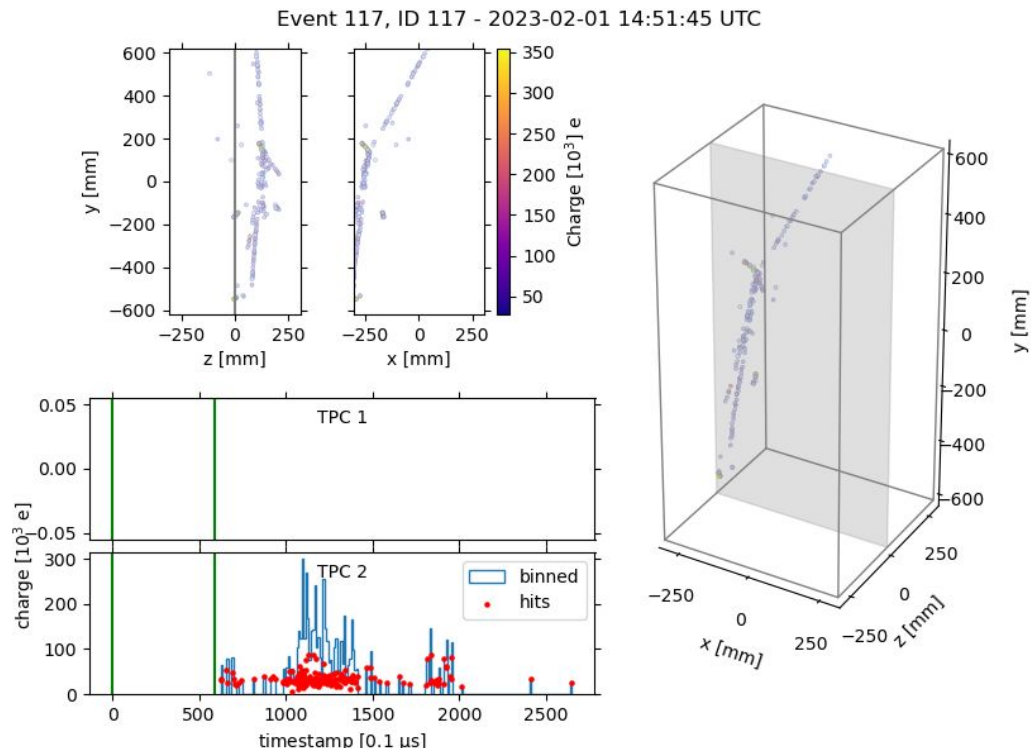 Event 117, ID 117 - 2023-02-01 14:51:45 UTC
600
400
200
0
−200
−400
−600
y [mm]
−250 0 250
z [mm]
−250 0 250
x [mm]
350
300
250
200
150
100
50
Charge [10³] e
600
400
200
0
−200
−400
−600
y [mm]
−250
0
250
x [mm]
−250
0
250
z [mm]
TPC 1
0.05
0.00
−0.05
TPC 2
300
200
100
0
charge [10³ e]
binned
hits
0 500 1000 1500 2000 2500
timestamp [0.1 μs]